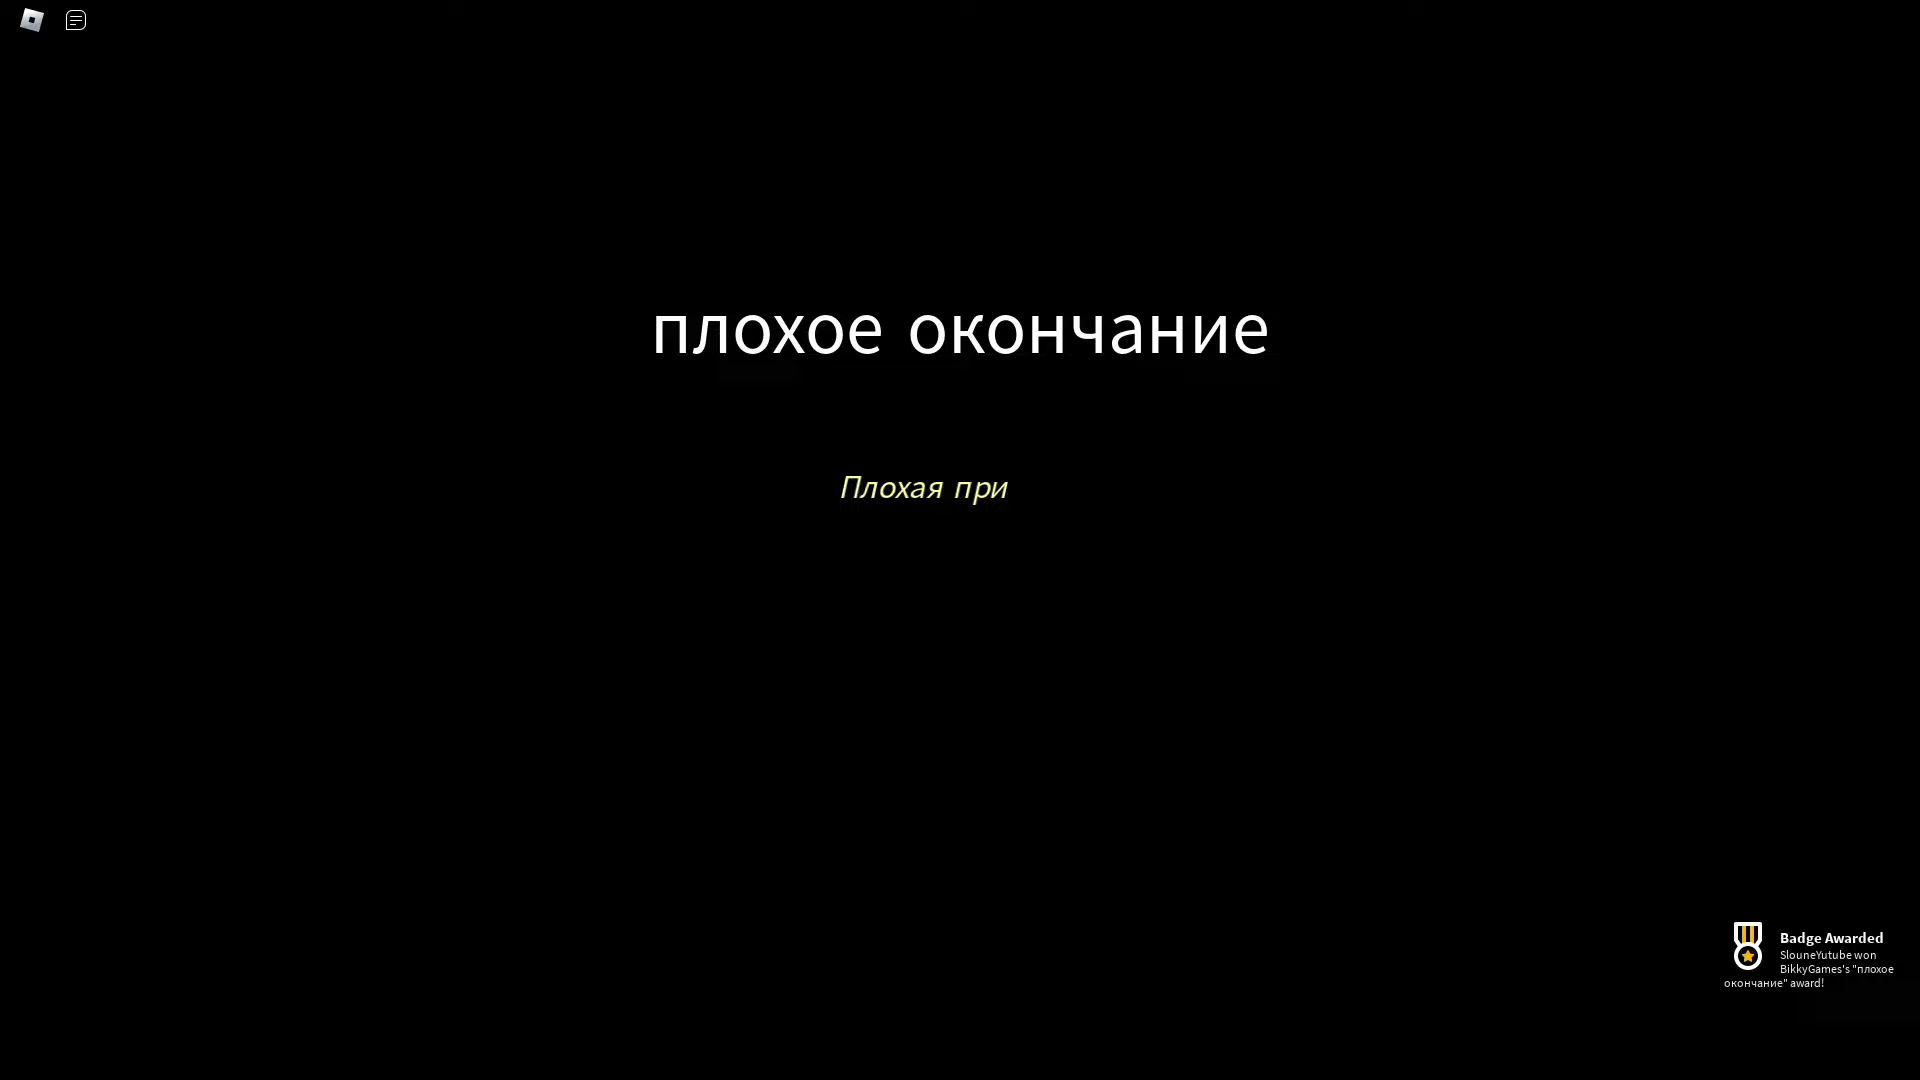 плохое окончание
Плохая при
Badge Awarded
SlouneYutube won
BikkyGames's "плохое
окончание" award!